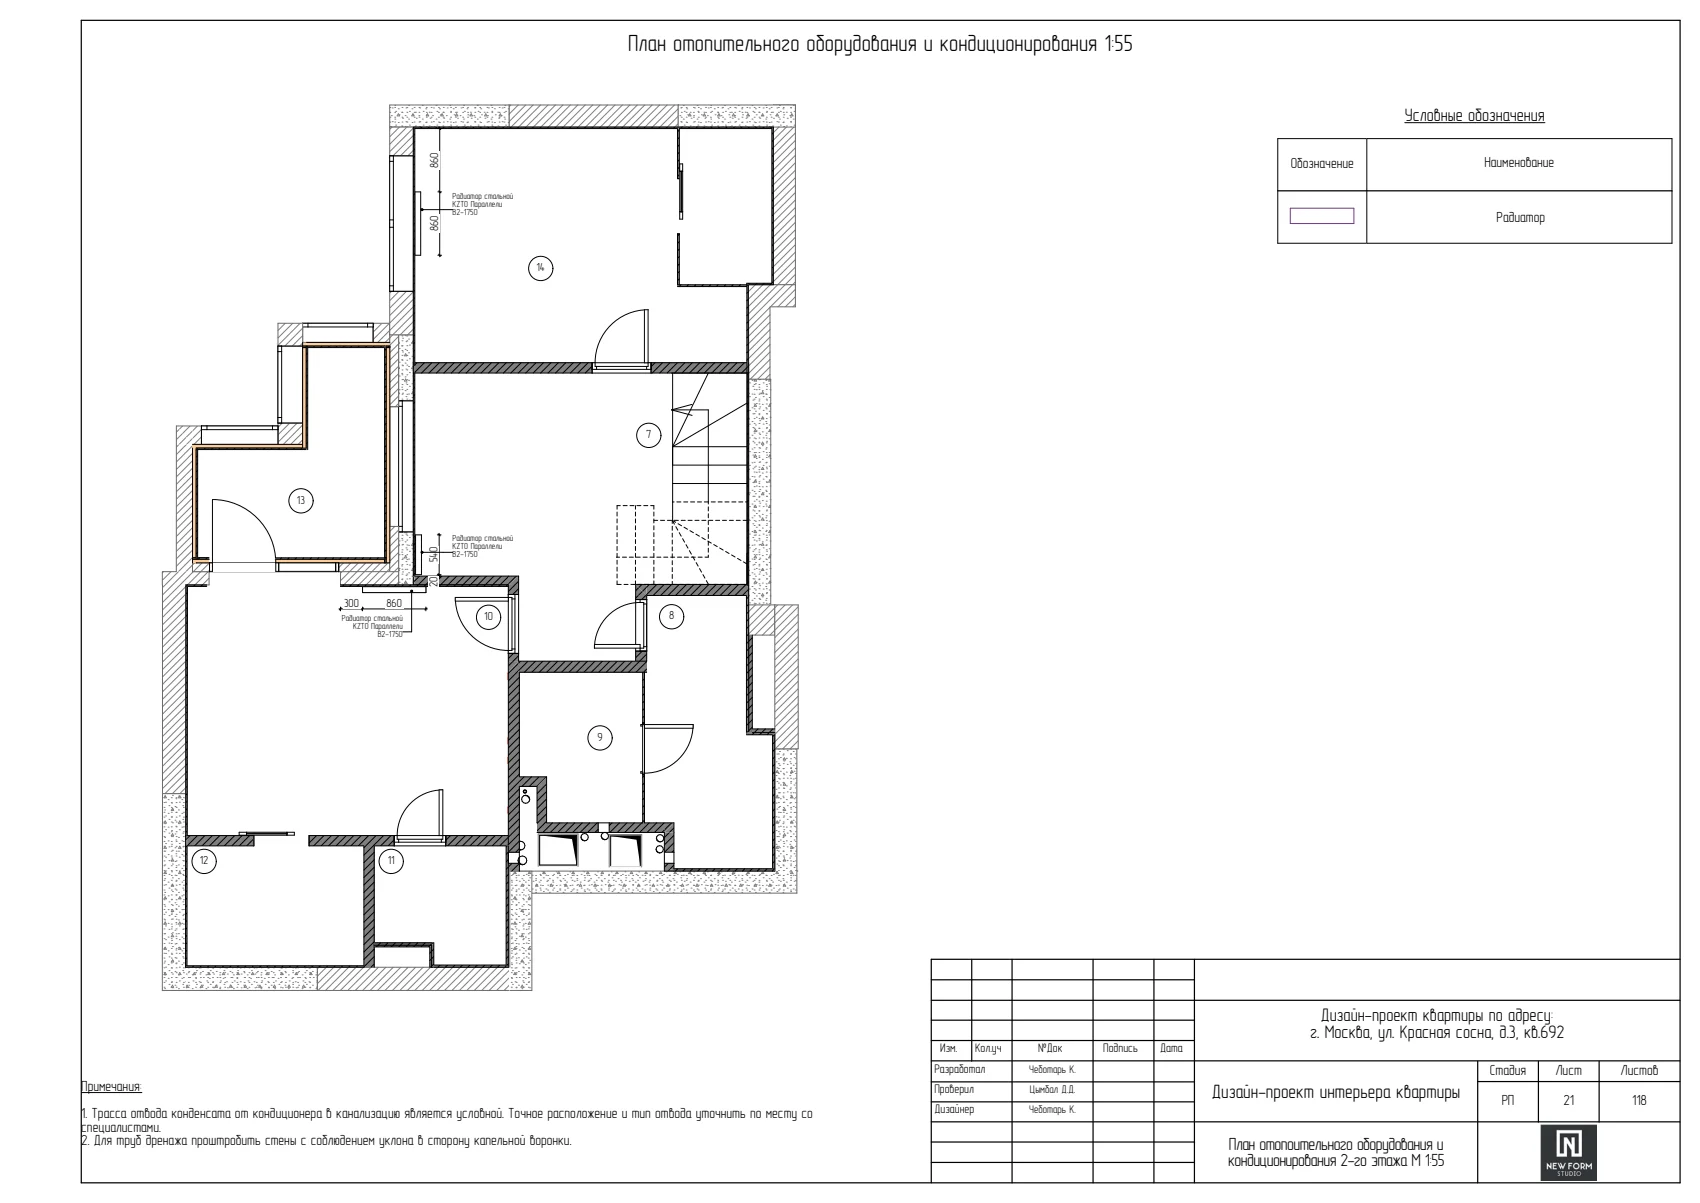 План отопительного оборудования и кондиционирования 1:55
Условные обозначения
Обозначение
Наименование
Радиатор
860
860
Радиатор стальной
КZТО Параллели
В2-1750
14
7
13
Радиатор стальной
КZТО Параллели
В2-1750
540
20
300
860
Радиатор стальной
КZТО Параллели
В2-1750
10
8
9
12
11
Примечания:
1. Трасса отвода конденсата от кондиционера в канализацию является условной. Точное расположение и тип отвода уточнить по месту со
специалистами.
2. Для труб дренажа проштробить стены с соблюдением уклона в сторону капельной воронки.
Дизайн-проект квартиры по адресу:
г. Москва, ул. Красная сосна, д.3, кв.692
Изм.
Кол.уч
№Док
Подпись
Дата
Разработал
Чеботарь К.
Проверил
Цымбал Д.Д.
Дизайнер
Чеботарь К.
Дизайн-проект интерьера квартиры
Стадия
Лист
Листов
РП
21
118
План отопоительного оборудования и
кондиционирования 2-го этажа М 1:55
NEW FORM
STUDIO